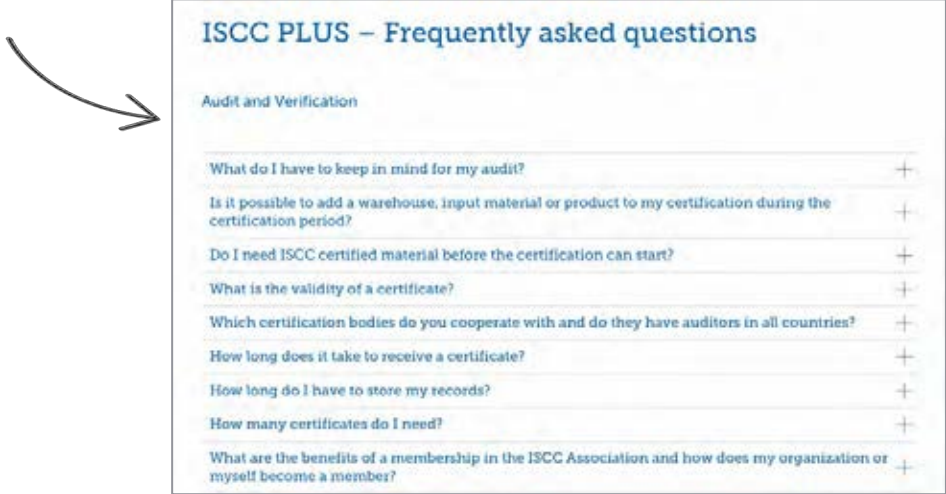 ISCC PLUS – Frequently asked questions
Audit and Verification
What do I have to keep in mind for my audit?
Is it possible to add a warehouse, input material or product to my certification during the
certification period?
Do I need ISCC certified material before the certification can start?
What is the validity of a certificate?
Which certification bodies do you cooperate with and do they have auditors in all countries?
How long does it take to receive a certificate?
How long do I have to store my records?
How many certificates do I need?
What are the benefits of a membership in the ISCC Association and how does my organization or
myself become a member?